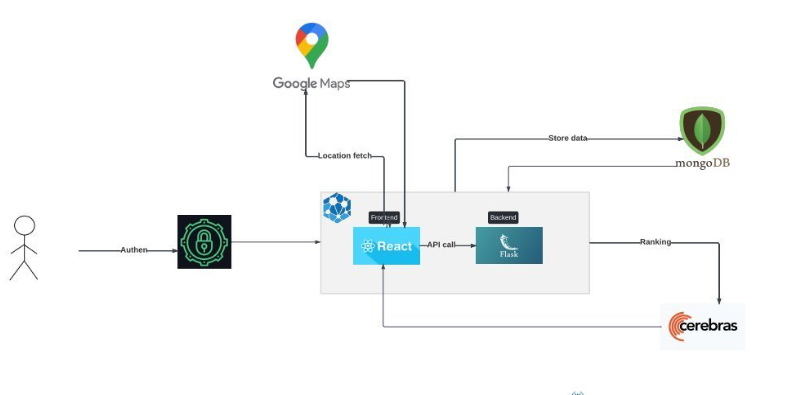 Google Maps
Location fetch
Store data
mongoDB
Frontend
Backend
React
API call
Flask
Authen
Ranking
cerebras